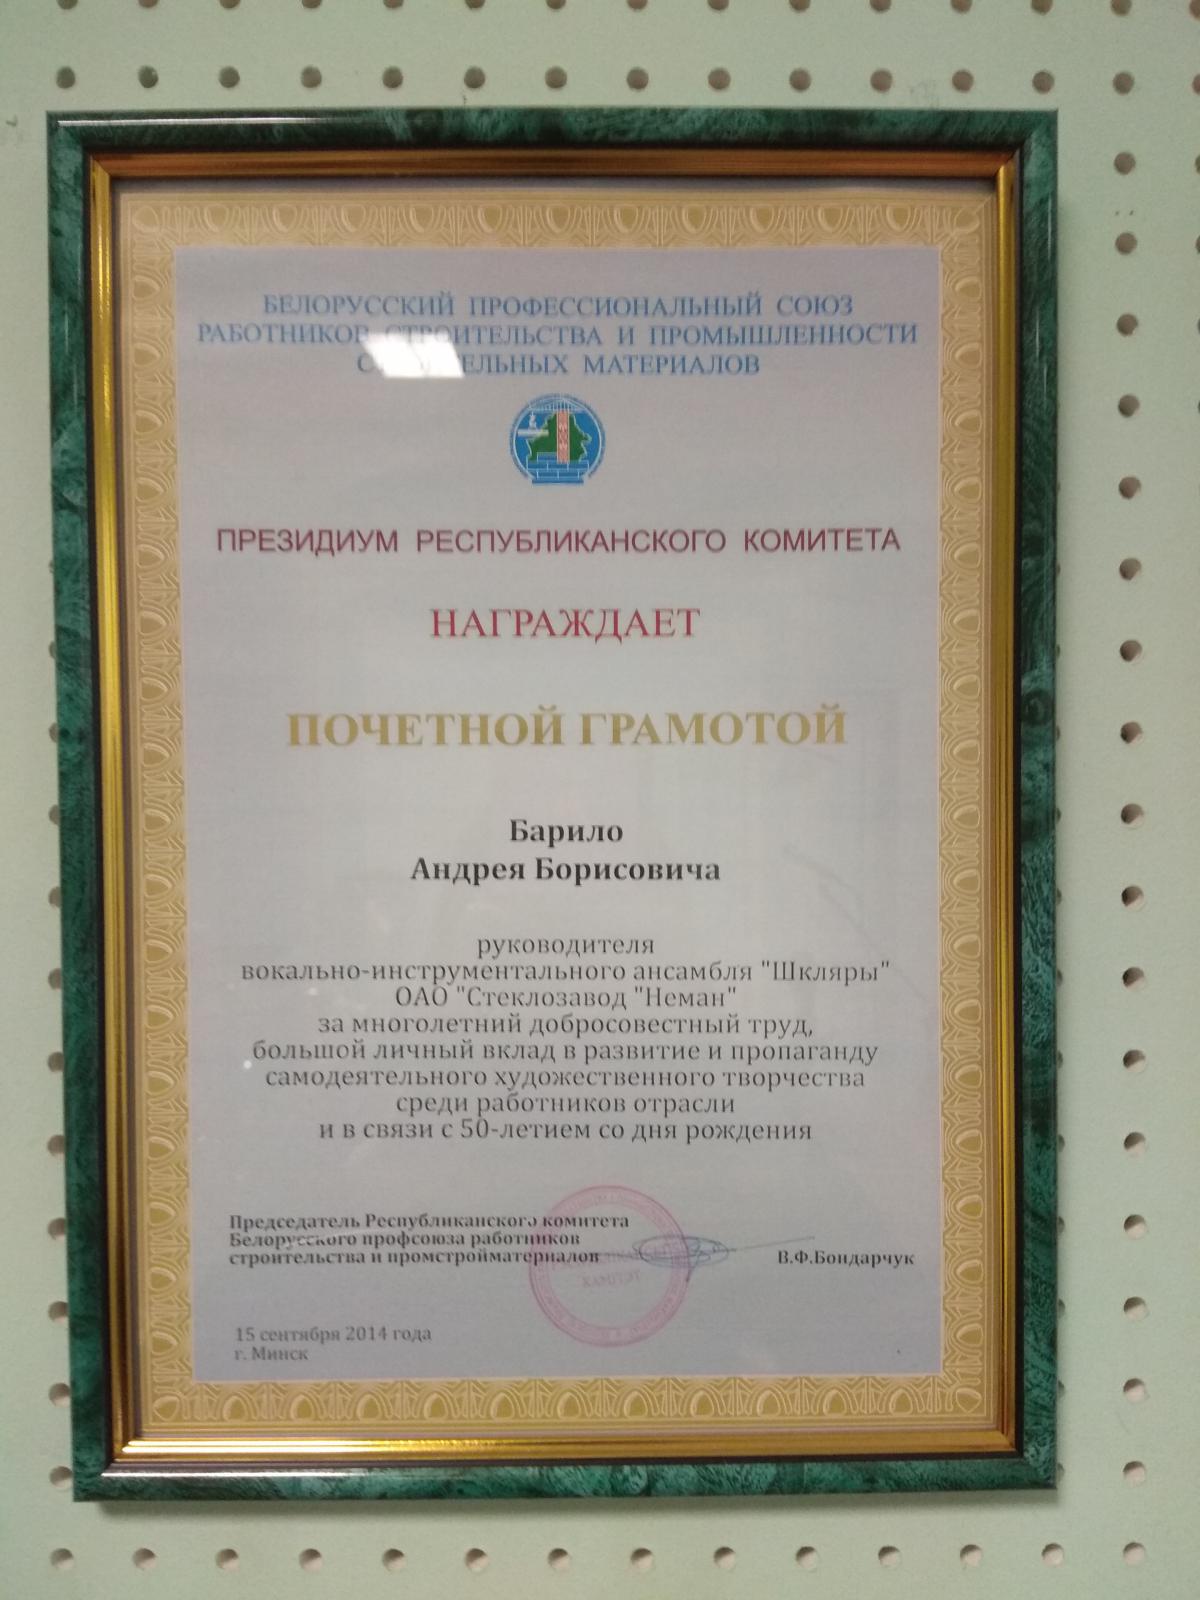 БЕЛОРУССКИЙ ПРОФЕССИОНАЛЬНЫЙ СОЮЗ
РАБОТНИКОВ СТРОИТЕЛЬСТВА И ПРОМЫШЛЕННОСТИ
СТРОИТЕЛЬНЫХ МАТЕРИАЛОВ
ПРЕЗИДИУМ РЕСПУБЛИКАНСКОГО КОМИТЕТА
НАГРАЖДАЕТ
ПОЧЕТНОЙ ГРАМОТОЙ
Барило
Андрея Борисовича
руководителя
вокально-инструментального ансамбля "Шкляры"
ОАО "Стеклозавод "Неман"
за многолетний добросовестный труд,
большой личный вклад в развитие и пропаганду
самодеятельного художественного творчества
среди работников отрасли
и в связи с 50-летием со дня рождения
Председатель Республиканского комитета
Белорусского профсоюза работников
строительства и промстройматериалов
В.Ф.Бондарчук
15 сентября 2014 года
г. Минск